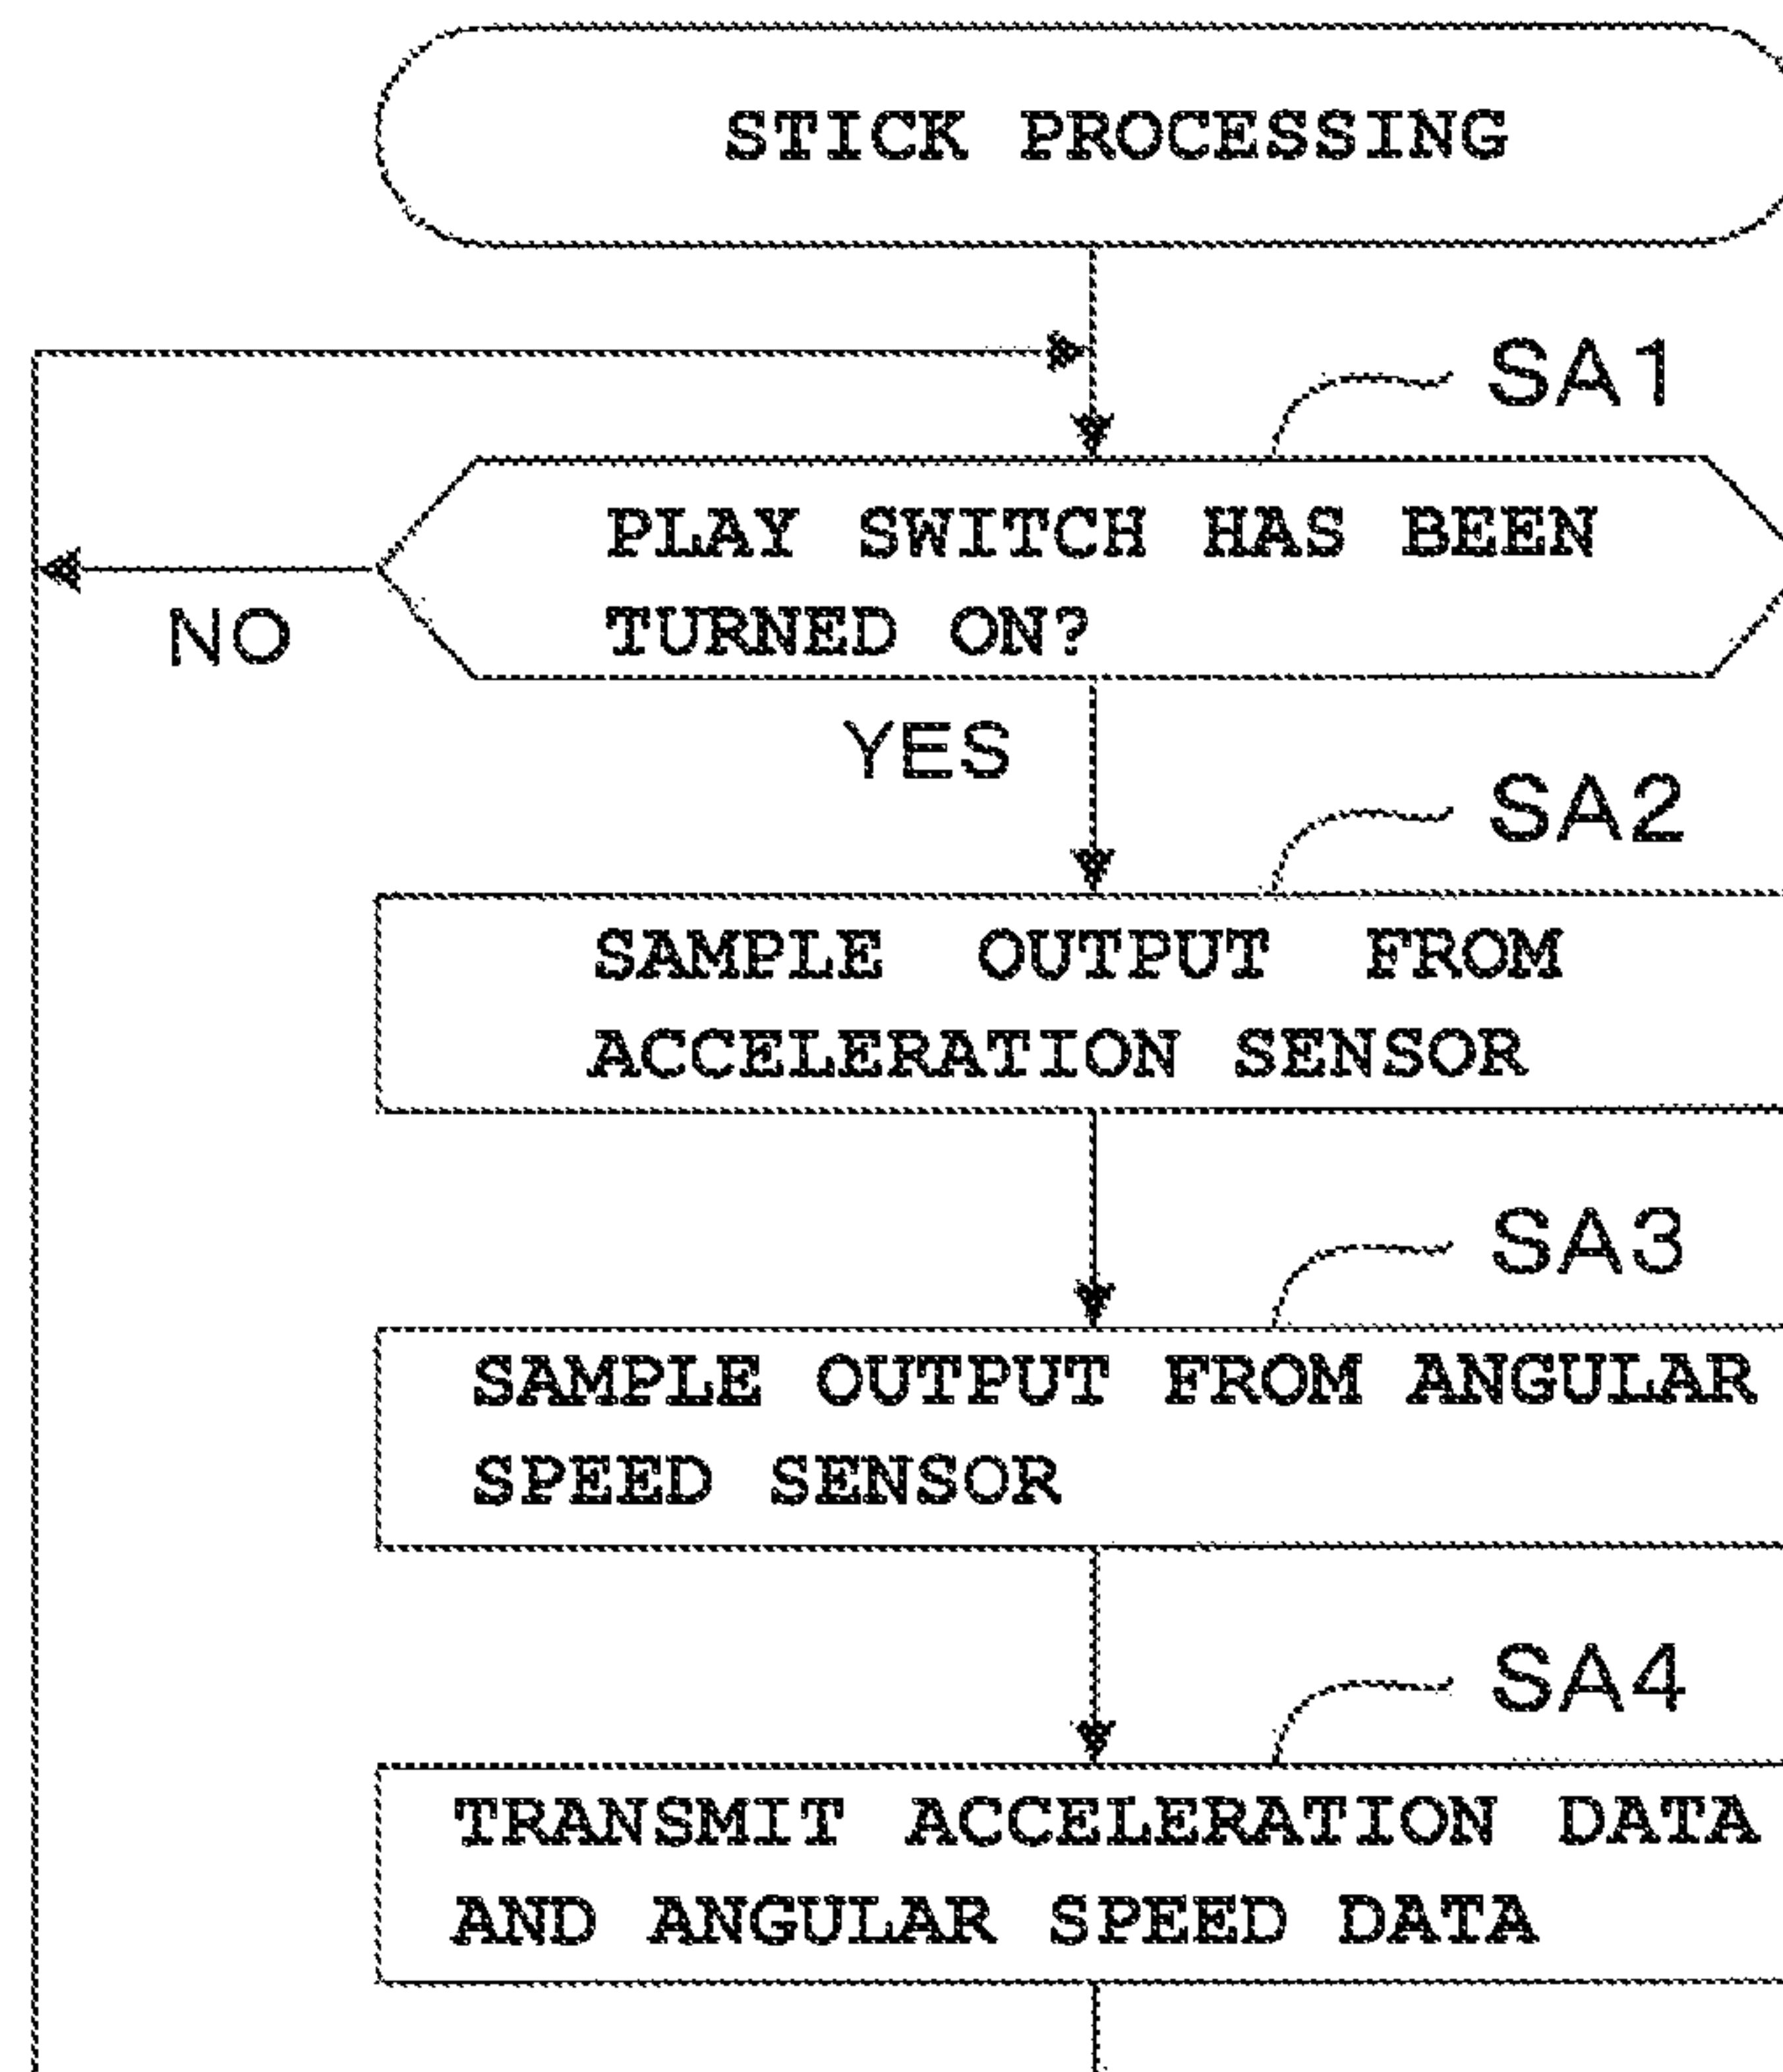 STICK PROCESSING
SA1
PLAY SWITCH HAS BEEN
TURNED ON?
NO
YES
SA2
SAMPLE OUTPUT FROM
ACCELERATION SENSOR
SA3
SAMPLE OUTPUT FROM ANGULAR
SPEED SENSOR
SA4
TRANSMIT ACCELERATION DATA
AND ANGULAR SPEED DATA